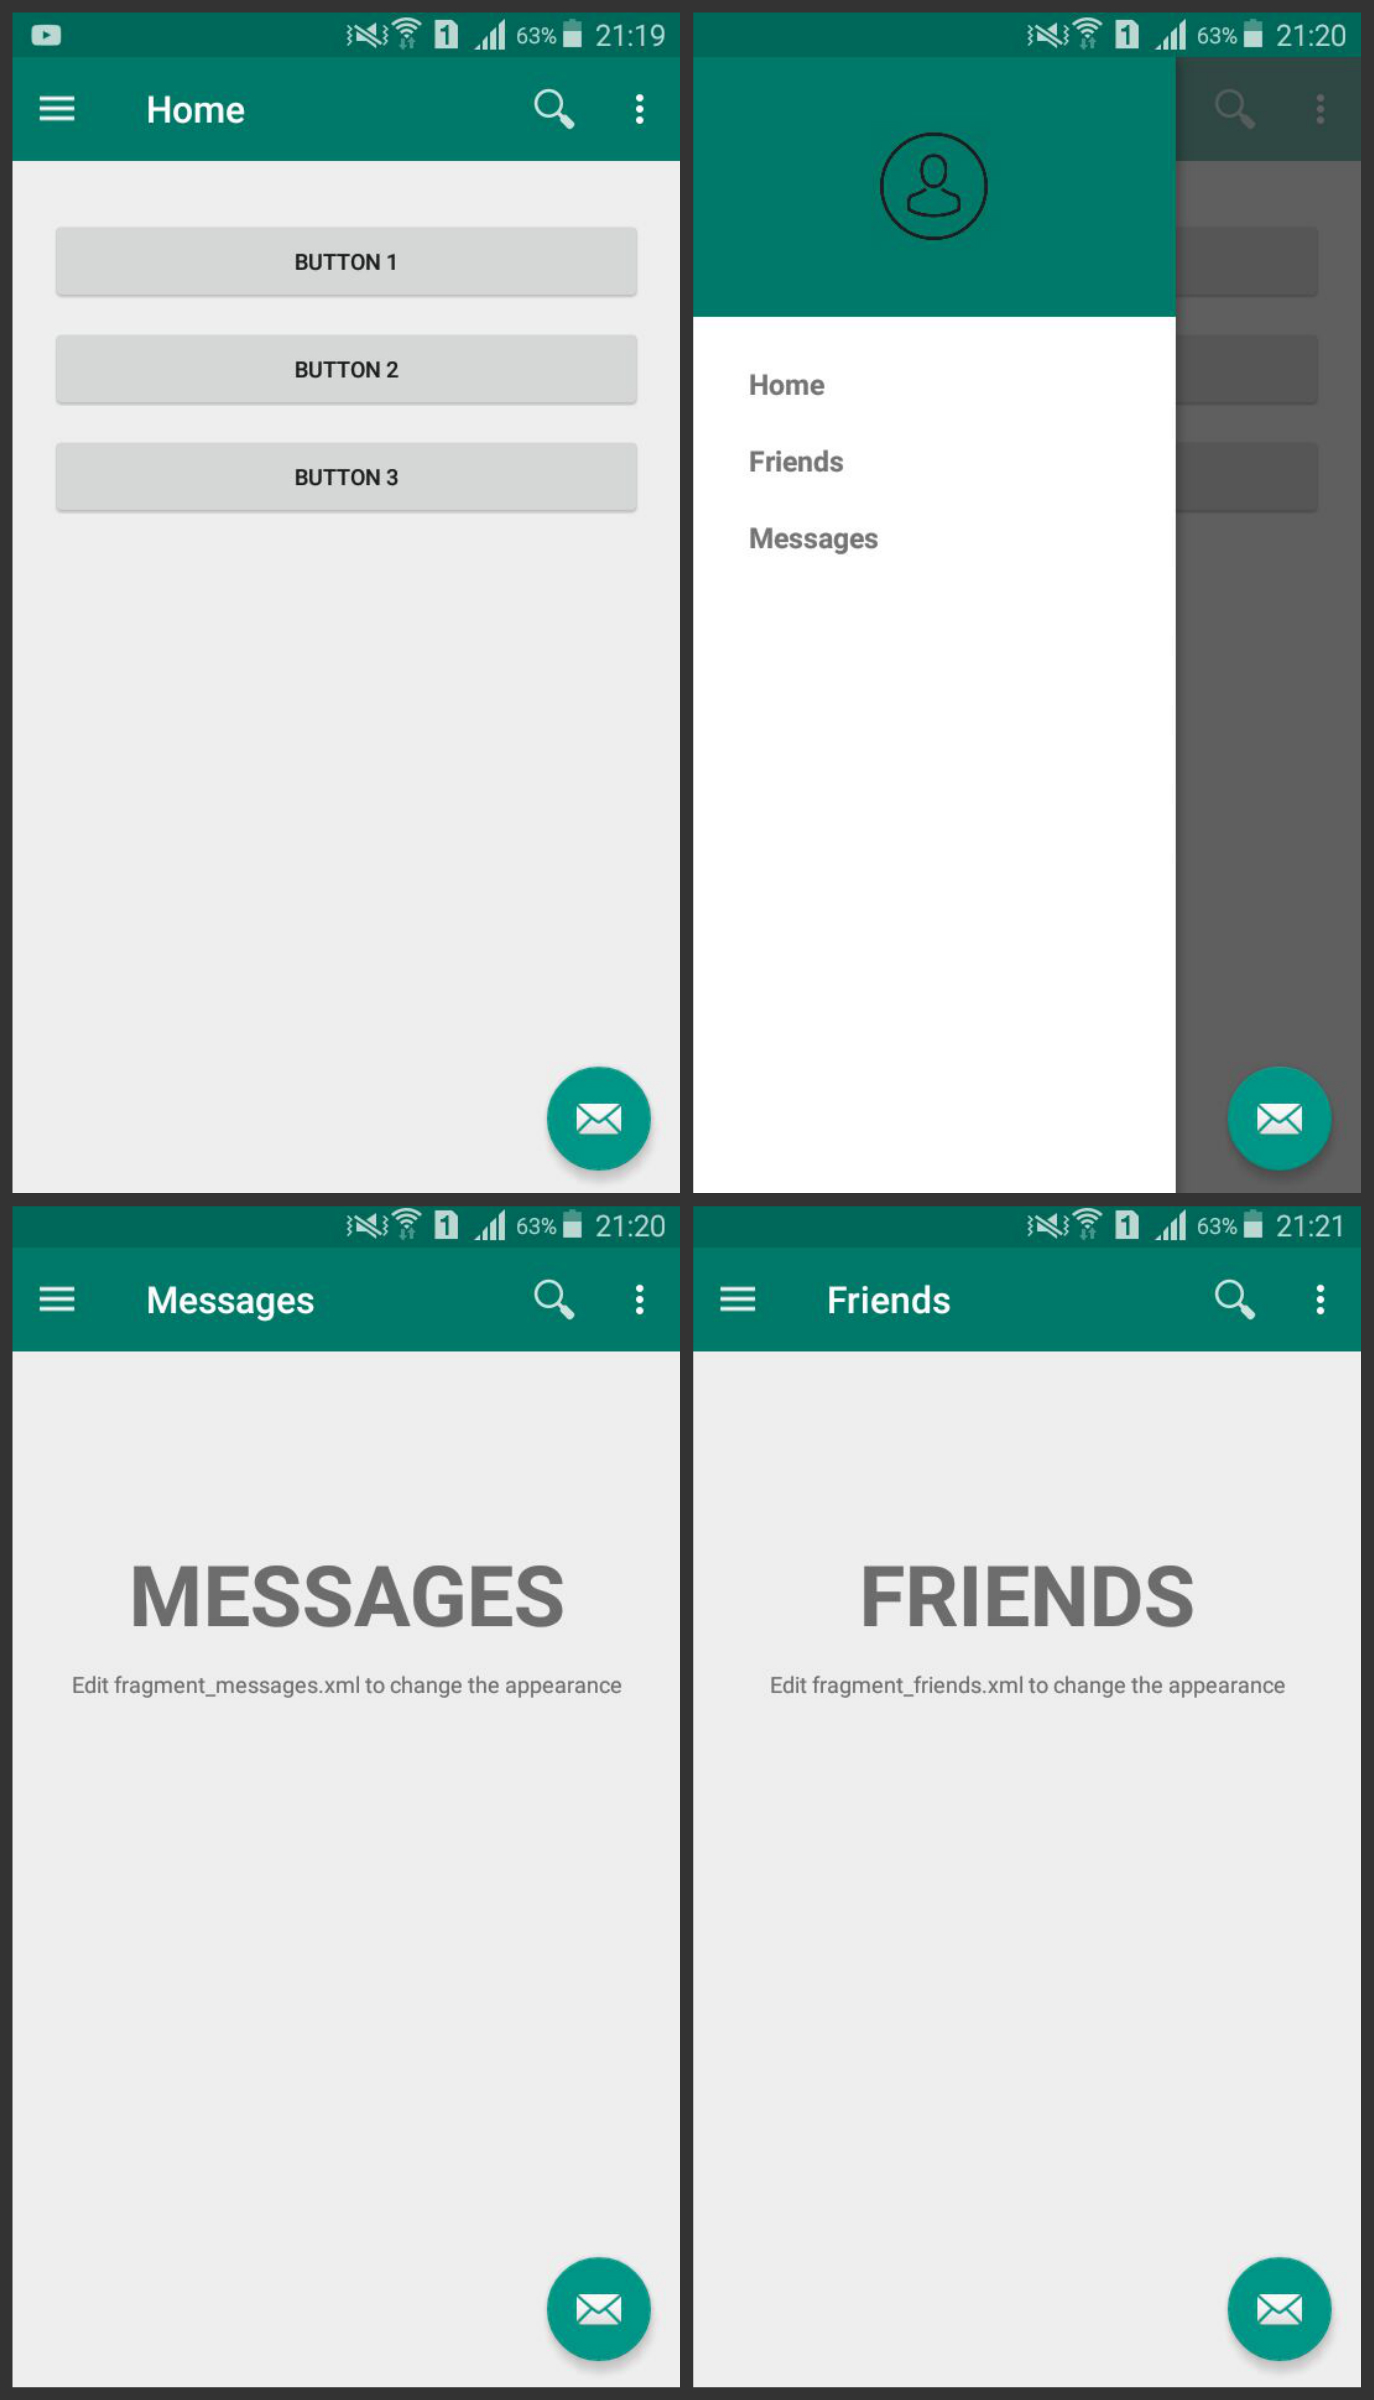 1 63% 21:19
Home
BUTTON 1
BUTTON 2
BUTTON 3
1 63% 21:20
Home
Friends
Messages
1 63% 21:20
Messages
MESSAGES
Edit fragment_messages.xml to change the appearance
1 63% 21:21
Friends
FRIENDS
Edit fragment_friends.xml to change the appearance